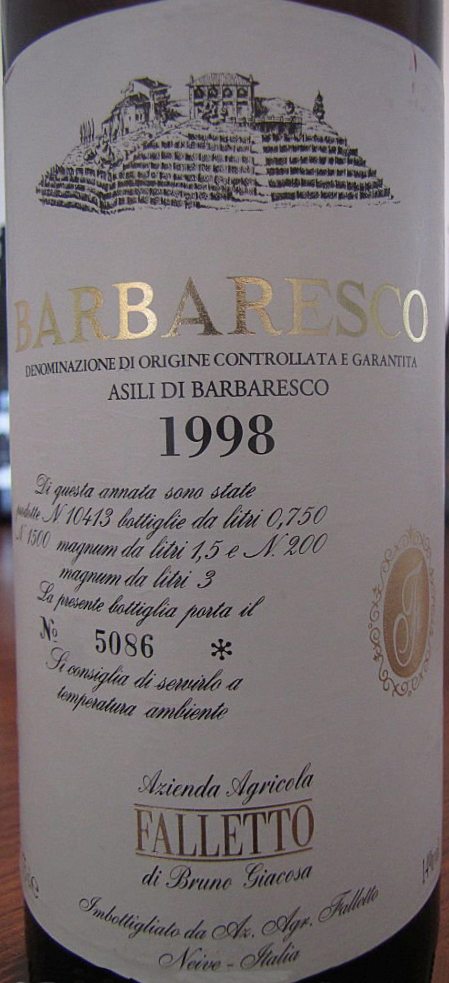 BARBARESCO
DENOMINAZIONE DI ORIGINE CONTROLLATA E GARANTITA
ASILI DI BARBARESCO
1998
Di questa annata sono state
prodotte N 10413 bottiglie da litri 0,750
N 1500 magnum da litri 1,5 e N. 200
magnum da litri 3
La presente bottiglia porta il
No 5086 *
Si consiglia di servirlo a
temperatura ambiente
Azienda Agricola
FALLETTO
di Bruno Giacosa
Imbottigliato da Az. Agr. Falletto
Neive - Italia